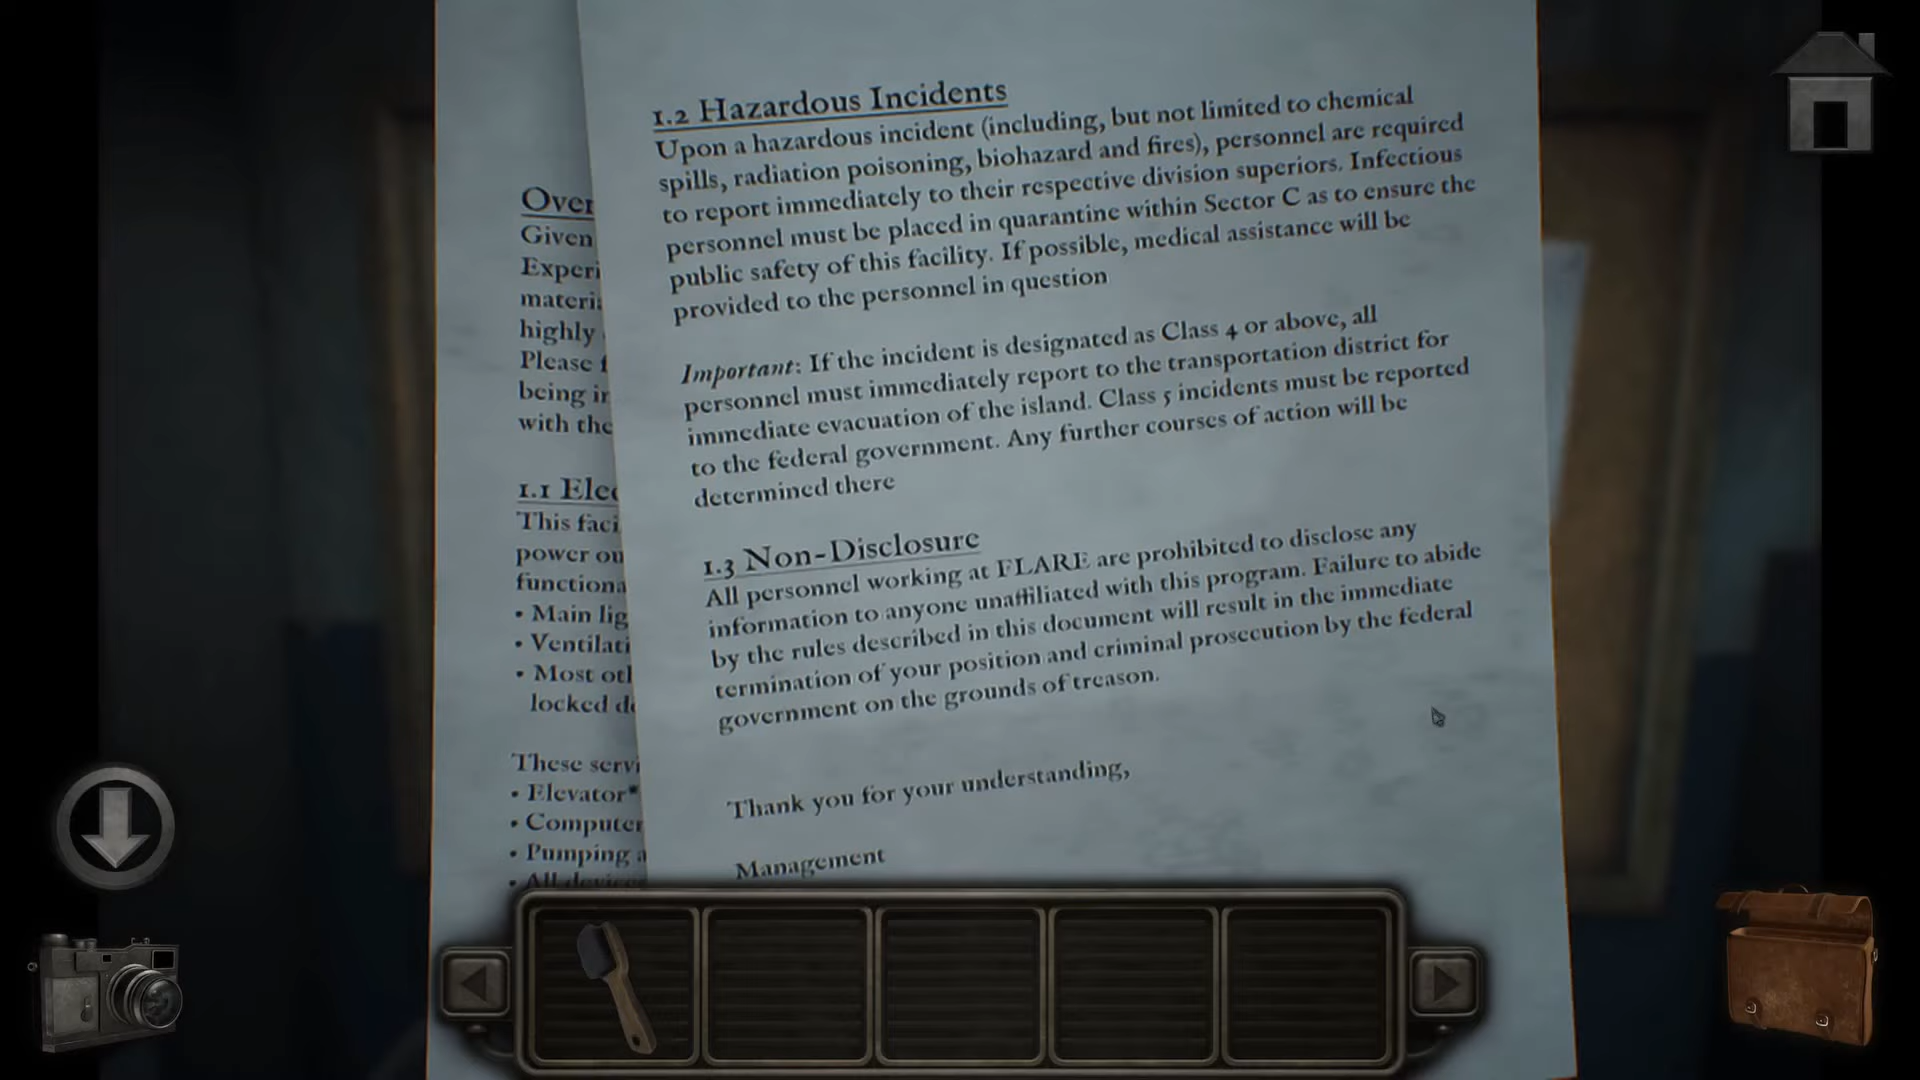 Over
Given
Experi
materi
highly
Please f
being in
with the
1.1 Elec
This faci
power ou
functiona
• Main lig
• Ventilati
• Most oth
locked do
These servi
• Elevator*
• Computer
• Pumping a
• All device
1.2 Hazardous Incidents
Upon a hazardous incident (including, but not limited to chemical
spills, radiation poisoning, biohazard and fires), personnel are required
to report immediately to their respective division superiors. Infectious
personnel must be placed in quarantine within Sector C as to ensure the
public safety of this facility. If possible, medical assistance will be
provided to the personnel in question
Important: If the incident is designated as Class 4 or above, all
personnel must immediately report to the transportation district for
immediate evacuation of the island. Class 5 incidents must be reported
to the federal government. Any further courses of action will be
determined there
1.3 Non-Disclosure
All personnel working at FLARE are prohibited to disclose any
information to anyone unaffiliated with this program. Failure to abide
by the rules described in this document will result in the immediate
termination of your position and criminal prosecution by the federal
government on the grounds of treason.
Thank you for your understanding,
Management